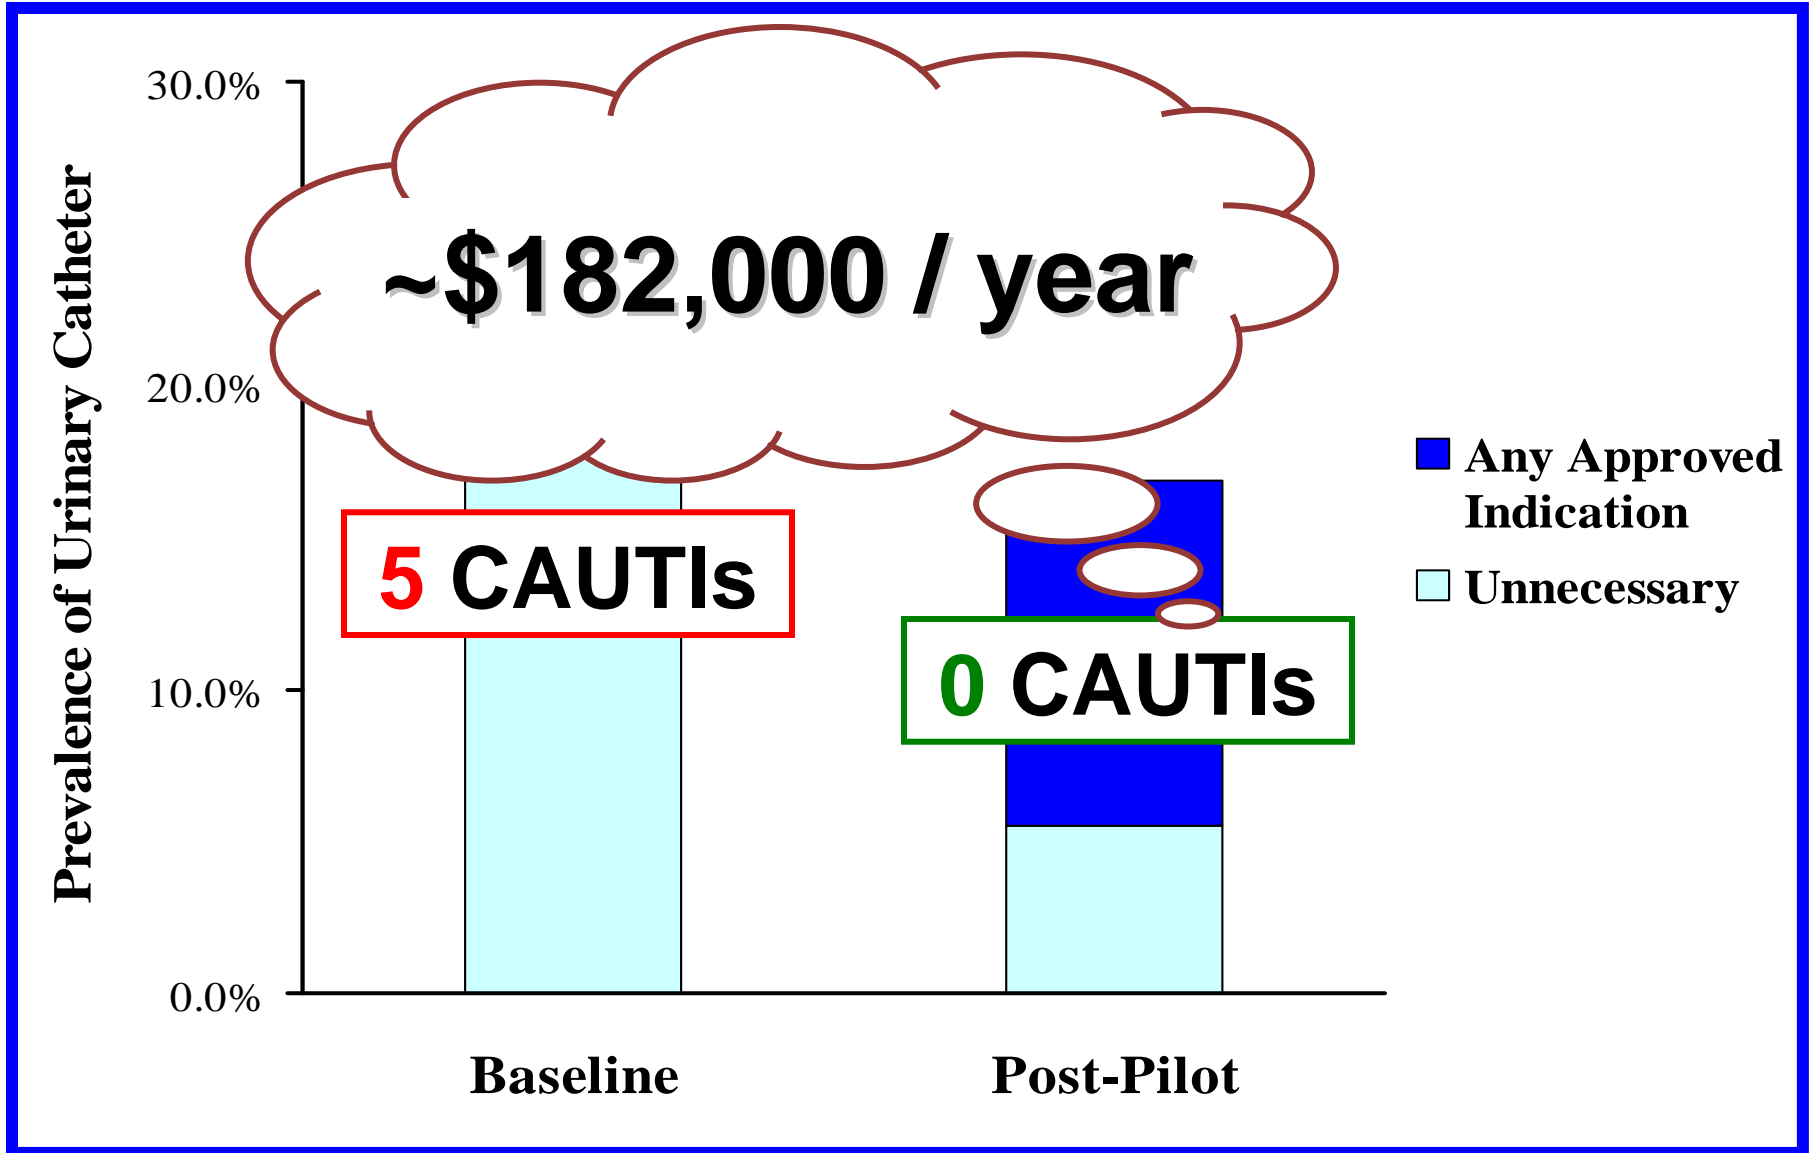 Prevalence of Urinary Catheter
30.0%
20.0%
10.0%
0.0%
~$182,000 / year
5 CAUTIs
0 CAUTIs
Baseline
Post-Pilot
Any Approved
Indication
Unnecessary